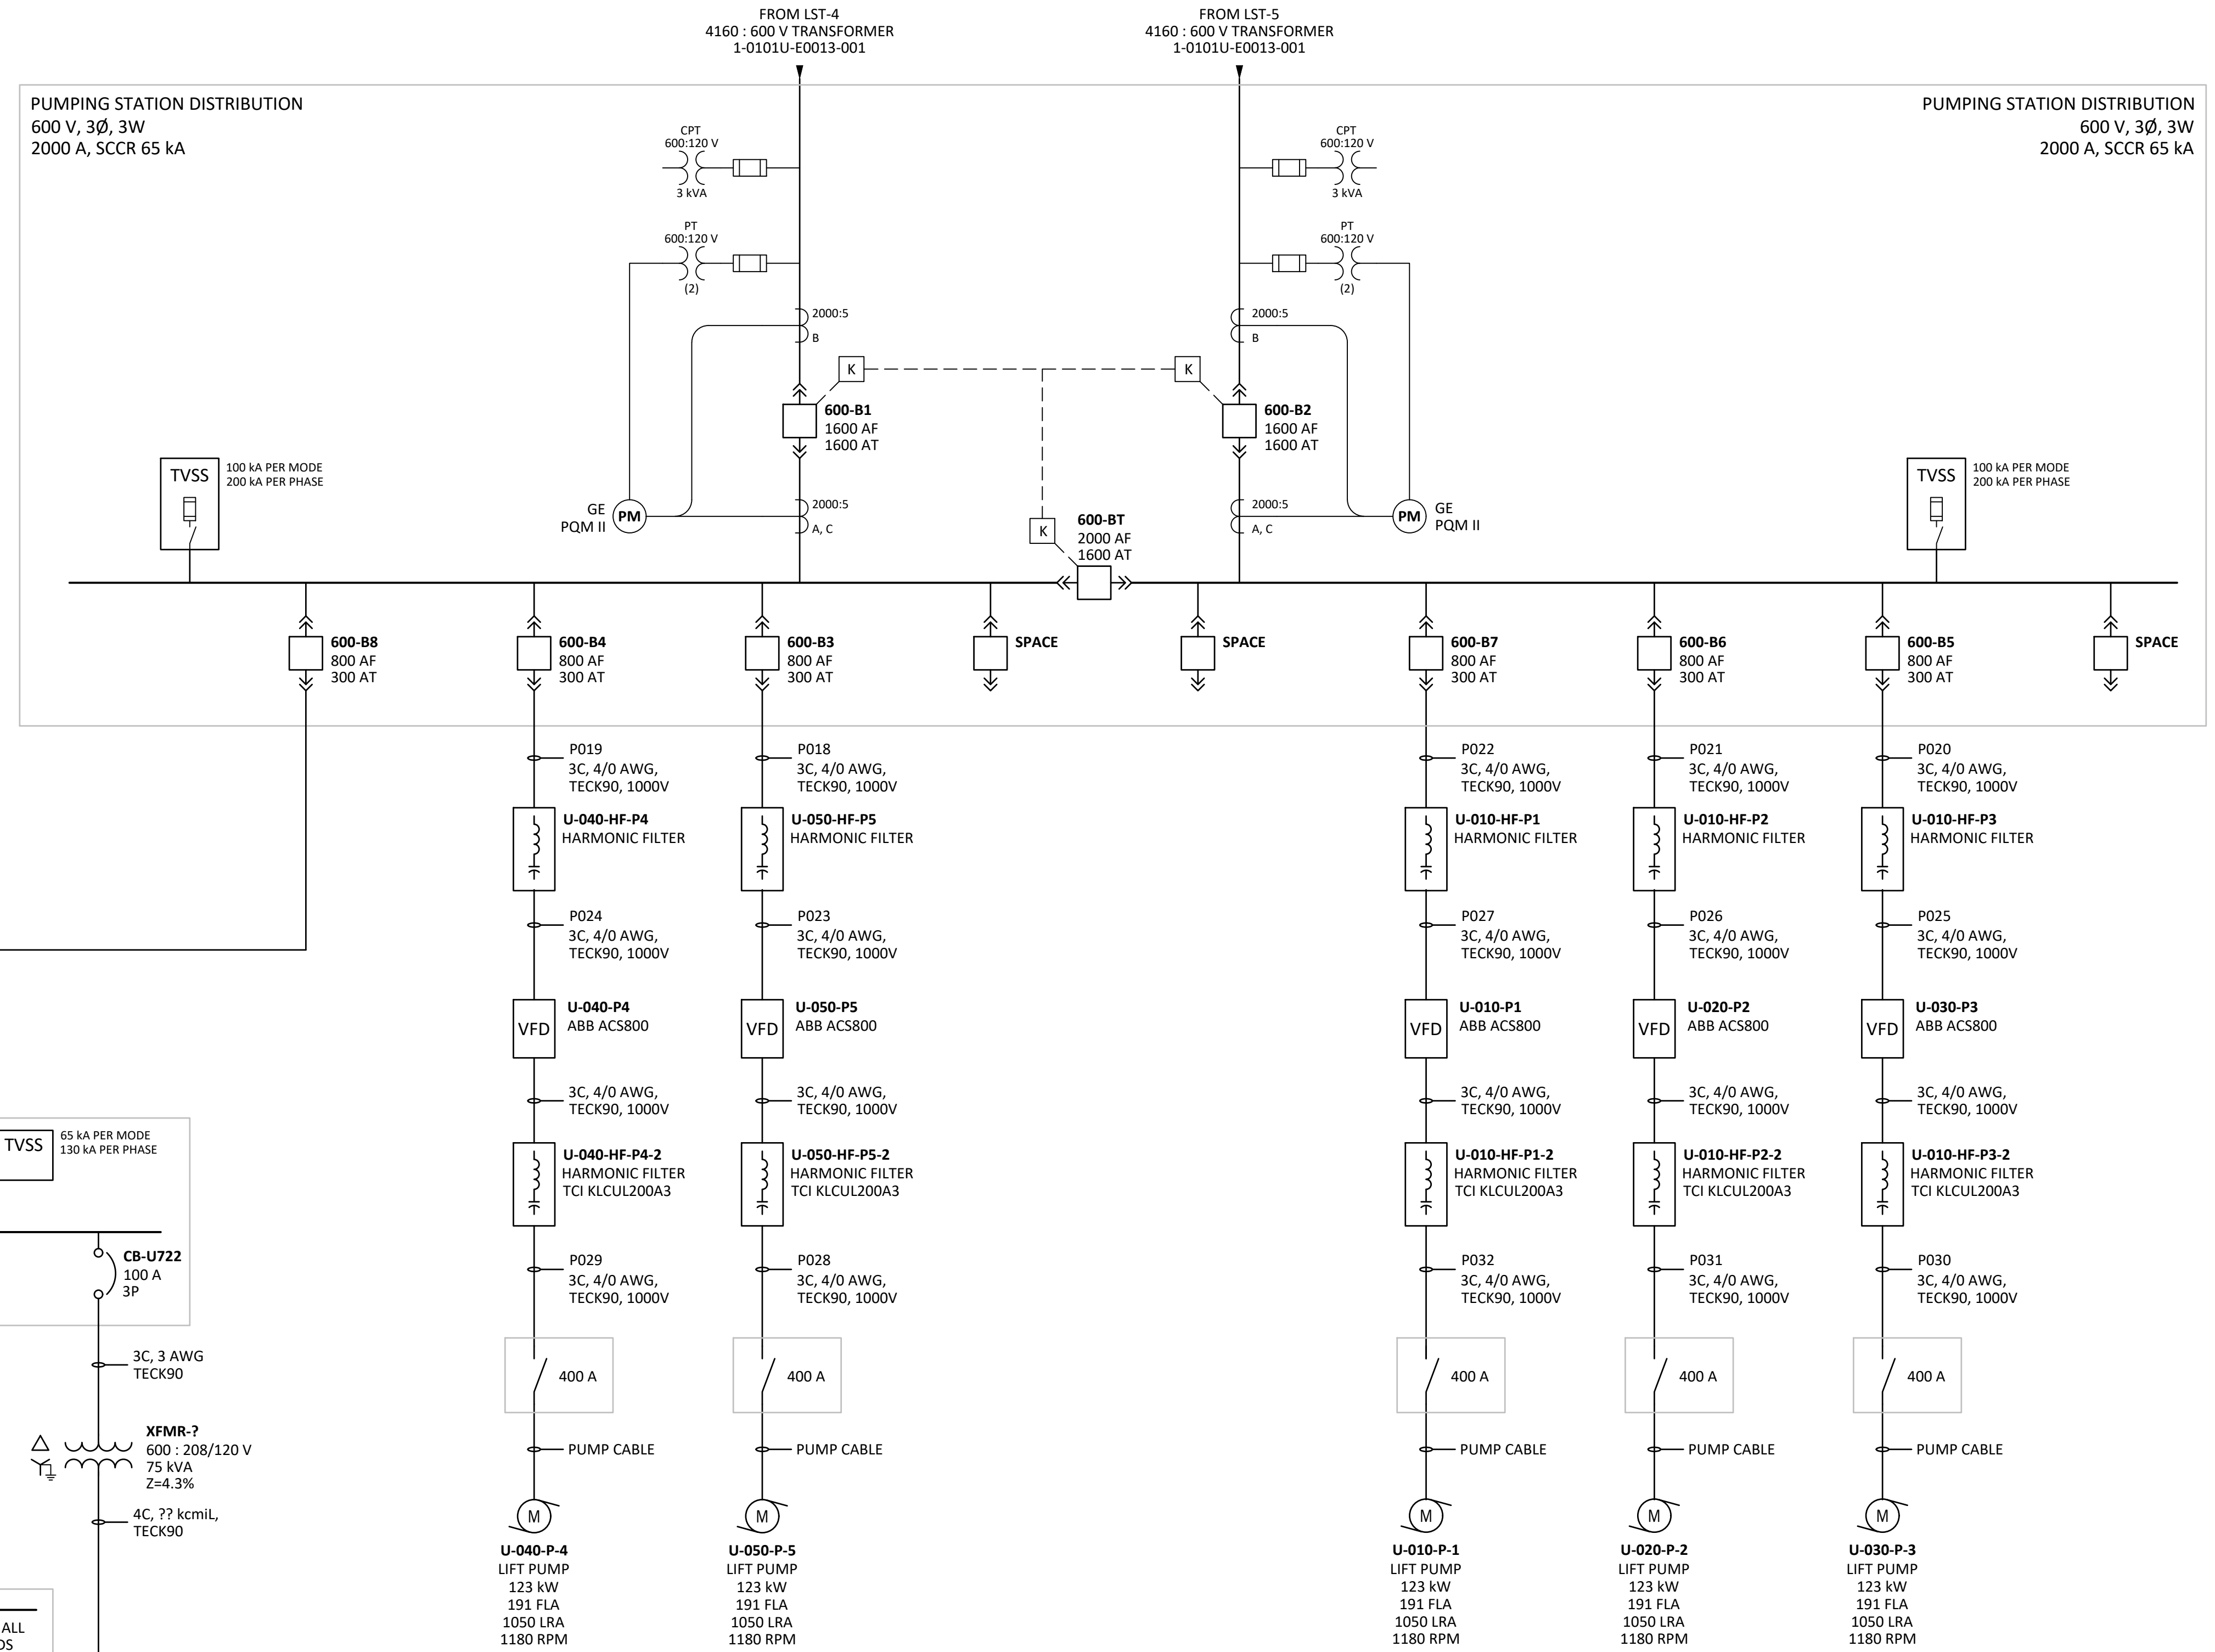 FROM LST-4
4160 : 600 V TRANSFORMER
1-0101U-E0013-001
FROM LST-5
4160 : 600 V TRANSFORMER
1-0101U-E0013-001
PUMPING STATION DISTRIBUTION
600 V, 3Ø, 3W
2000 A, SCCR 65 kA
PUMPING STATION DISTRIBUTION
600 V, 3Ø, 3W
2000 A, SCCR 65 kA
CPT
600:120 V
3 kVA
CPT
600:120 V
3 kVA
PT
600:120 V
(2)
PT
600:120 V
(2)
2000:5
B
2000:5
B
K
K
600-B1
1600 AF
1600 AT
600-B2
1600 AF
1600 AT
TVSS
100 kA PER MODE
200 kA PER PHASE
GE
PQM II
PM
2000:5
A, C
K
600-BT
2000 AF
1600 AT
2000:5
A, C
PM
GE
PQM II
TVSS
100 kA PER MODE
200 kA PER PHASE
600-B8
800 AF
300 AT
600-B4
800 AF
300 AT
600-B3
800 AF
300 AT
SPACE
SPACE
600-B7
800 AF
300 AT
600-B6
800 AF
300 AT
600-B5
800 AF
300 AT
SPACE
P019
3C, 4/0 AWG,
TECK90, 1000V
P018
3C, 4/0 AWG,
TECK90, 1000V
P022
3C, 4/0 AWG,
TECK90, 1000V
P021
3C, 4/0 AWG,
TECK90, 1000V
P020
3C, 4/0 AWG,
TECK90, 1000V
U-040-HF-P4
HARMONIC FILTER
U-050-HF-P5
HARMONIC FILTER
U-010-HF-P1
HARMONIC FILTER
U-010-HF-P2
HARMONIC FILTER
U-010-HF-P3
HARMONIC FILTER
P024
3C, 4/0 AWG,
TECK90, 1000V
P023
3C, 4/0 AWG,
TECK90, 1000V
P027
3C, 4/0 AWG,
TECK90, 1000V
P026
3C, 4/0 AWG,
TECK90, 1000V
P025
3C, 4/0 AWG,
TECK90, 1000V
VFD
U-040-P4
ABB ACS800
VFD
U-050-P5
ABB ACS800
VFD
U-010-P1
ABB ACS800
VFD
U-020-P2
ABB ACS800
VFD
U-030-P3
ABB ACS800
3C, 4/0 AWG,
TECK90, 1000V
3C, 4/0 AWG,
TECK90, 1000V
3C, 4/0 AWG,
TECK90, 1000V
3C, 4/0 AWG,
TECK90, 1000V
3C, 4/0 AWG,
TECK90, 1000V
TVSS
65 kA PER MODE
130 kA PER PHASE
U-040-HF-P4-2
HARMONIC FILTER
TCI KLCUL200A3
U-050-HF-P5-2
HARMONIC FILTER
TCI KLCUL200A3
U-010-HF-P1-2
HARMONIC FILTER
TCI KLCUL200A3
U-010-HF-P2-2
HARMONIC FILTER
TCI KLCUL200A3
U-010-HF-P3-2
HARMONIC FILTER
TCI KLCUL200A3
CB-U722
100 A
3P
P029
3C, 4/0 AWG,
TECK90, 1000V
P028
3C, 4/0 AWG,
TECK90, 1000V
P032
3C, 4/0 AWG,
TECK90, 1000V
P031
3C, 4/0 AWG,
TECK90, 1000V
P030
3C, 4/0 AWG,
TECK90, 1000V
3C, 3 AWG
TECK90
400 A
400 A
400 A
400 A
400 A
XFMR-?
600 : 208/120 V
75 kVA
Z=4.3%
PUMP CABLE
PUMP CABLE
PUMP CABLE
PUMP CABLE
PUMP CABLE
4C, ?? kcmiL,
TECK90
M
M
M
M
M
U-040-P-4
LIFT PUMP
123 kW
191 FLA
1050 LRA
1180 RPM
U-050-P-5
LIFT PUMP
123 kW
191 FLA
1050 LRA
1180 RPM
U-010-P-1
LIFT PUMP
123 kW
191 FLA
1050 LRA
1180 RPM
U-020-P-2
LIFT PUMP
123 kW
191 FLA
1050 LRA
1180 RPM
U-030-P-3
LIFT PUMP
123 kW
191 FLA
1050 LRA
1180 RPM
ALL